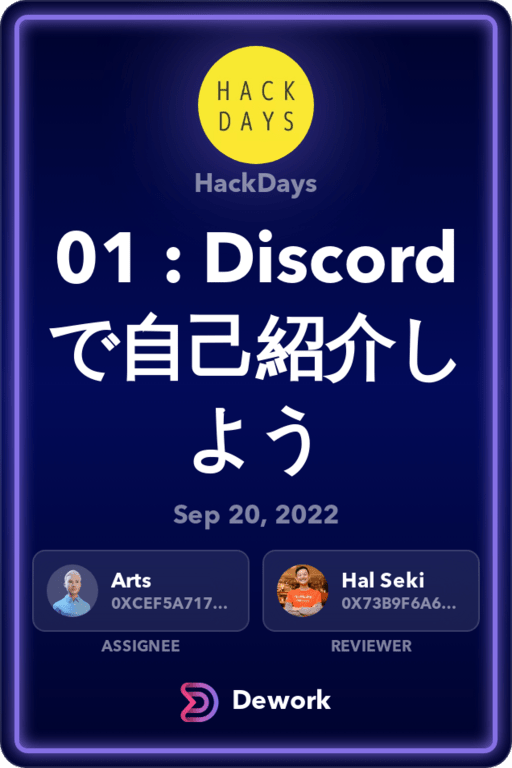 HACK
DAYS
HackDays
01 : Discord
で自己紹介し
よう
Sep 20, 2022
Arts
0XCEF5A717...
Hal Seki
0X73B9F6A6...
ASSIGNEE
REVIEWER
Dework